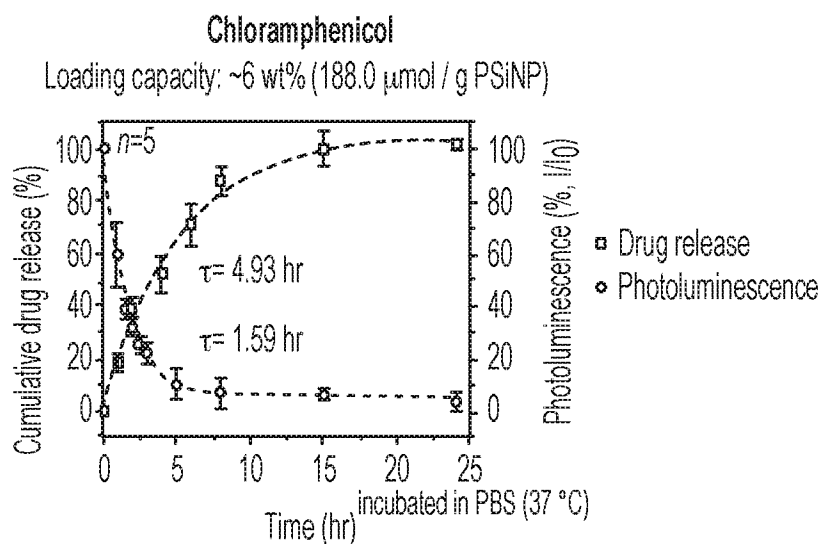 Chloramphenicol
Loading capacity: ~6 wt% (188.0 μmol / g PSiNP)
n=5
100
80
60
40
20
0
Cumulative drug release (%)
τ= 4.93 hr
τ= 1.59 hr
100
80
60
40
20
0
Photoluminescence (%, I/I0)
Drug release
Photoluminescence
0 5 10 15 20 25
Time (hr)
incubated in PBS (37 °C)